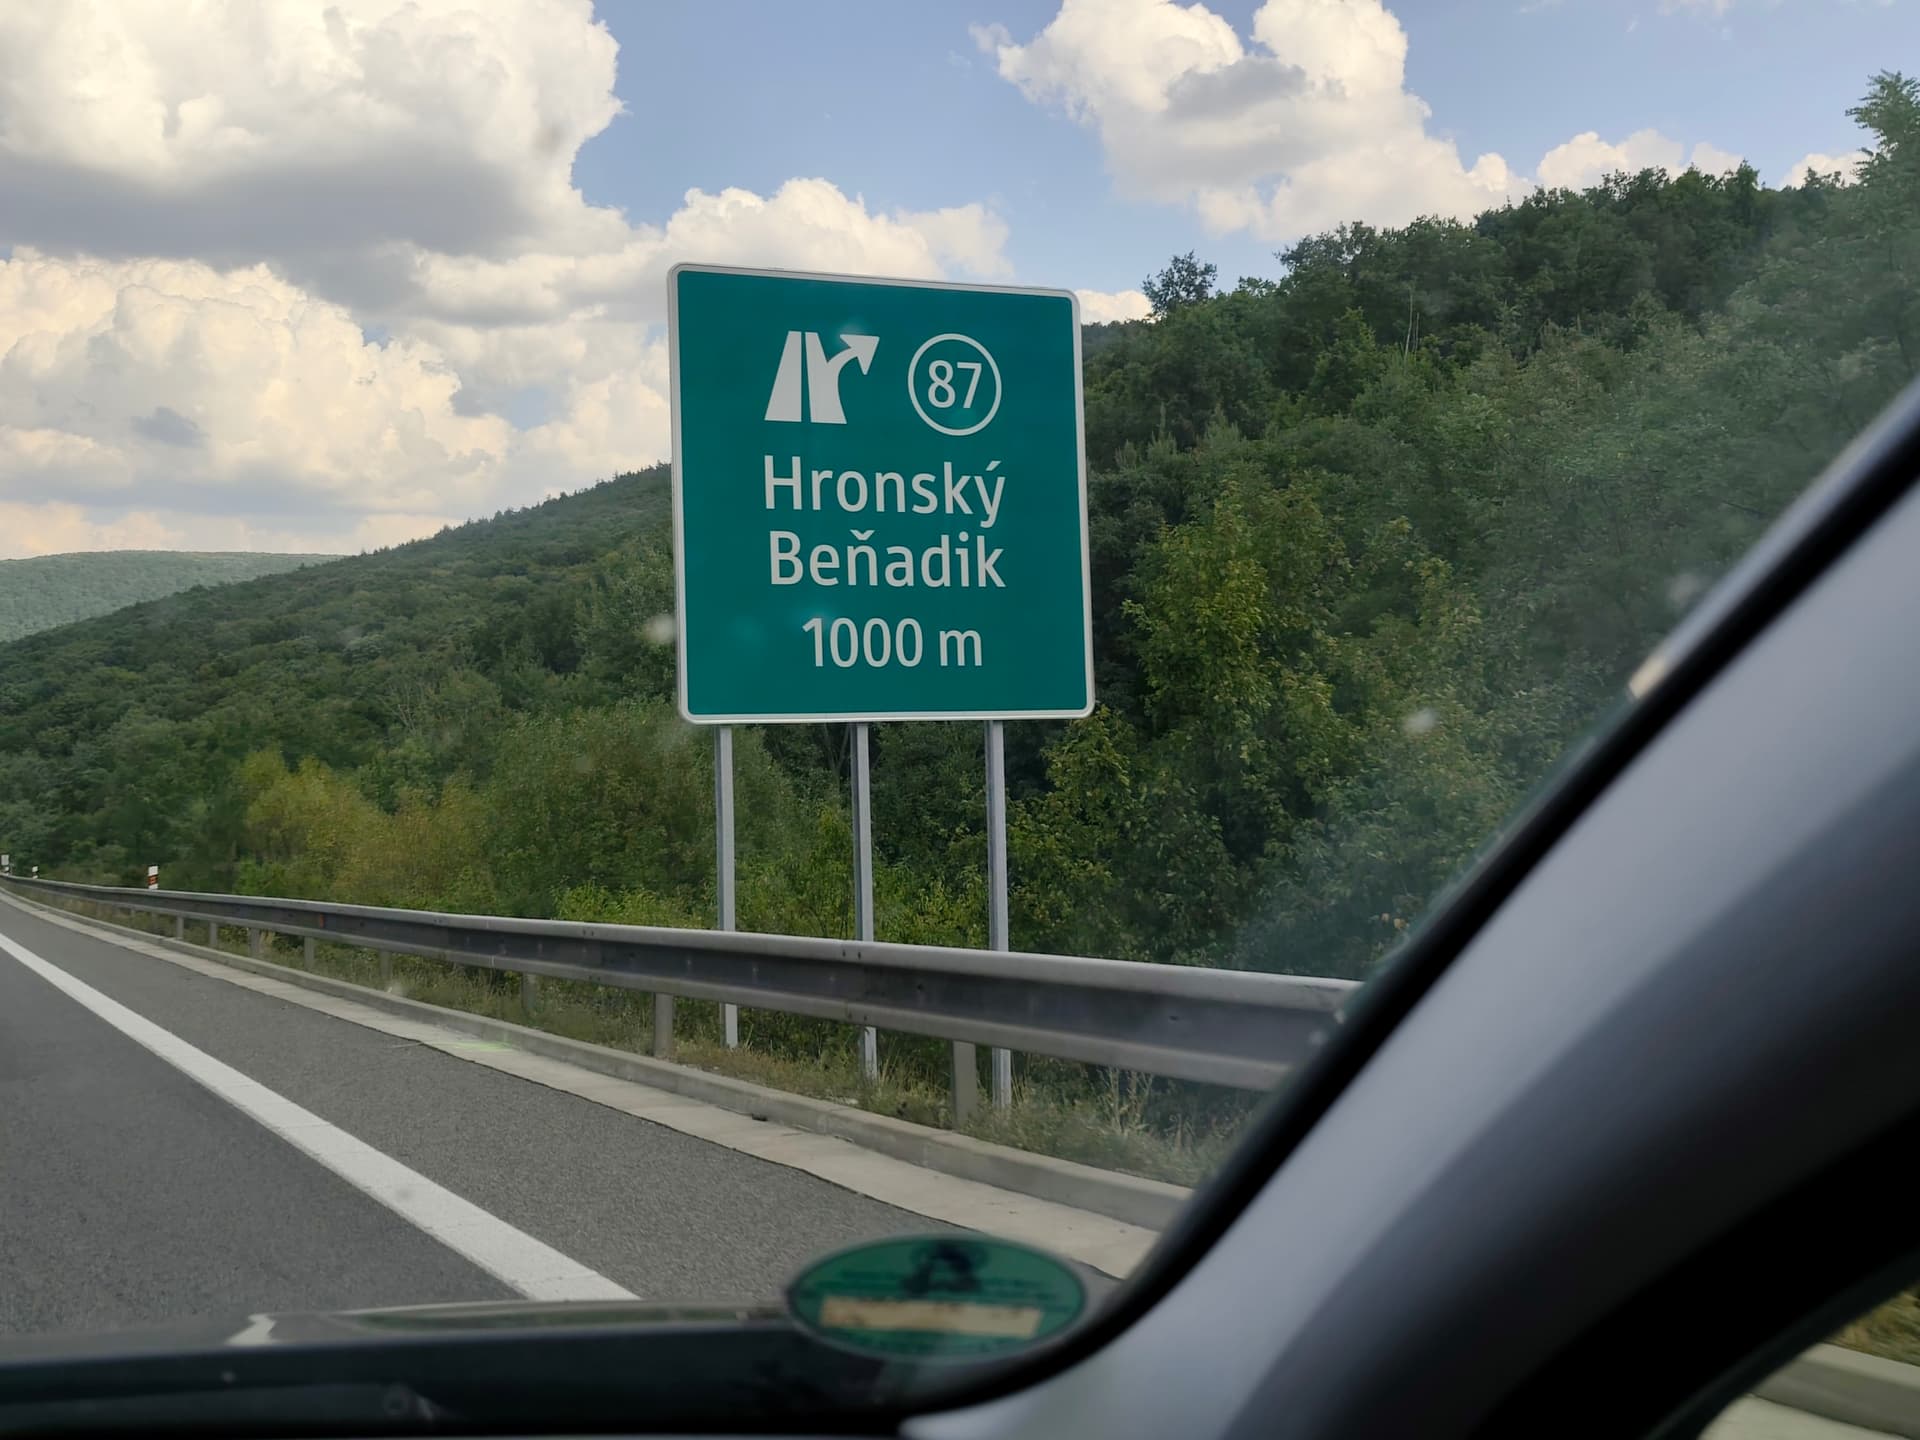 87
Hronský
Beňadik
1000 m